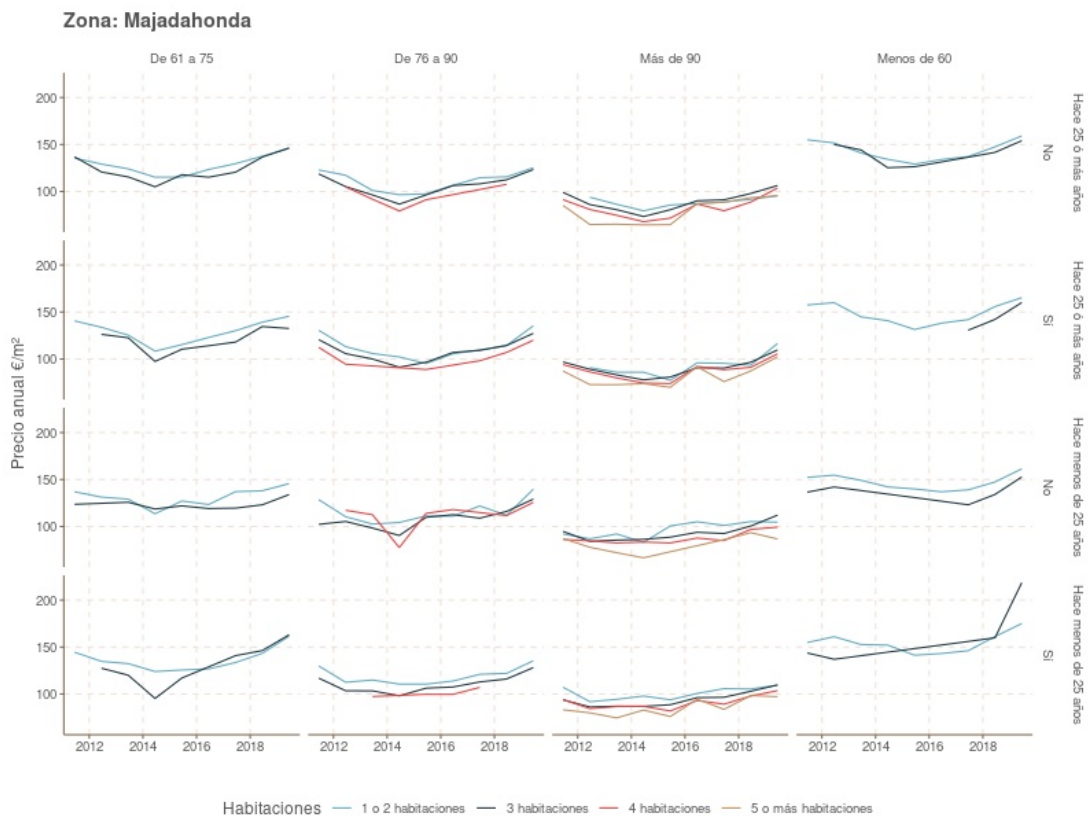 Zona: Majadahonda
De 61 a 75
De 76 a 90
Más de 90
Menos de 60
200
150
100
No
Hace 25 ó más años
200
150
100
Sí
Hace 25 ó más años
200
150
100
No
Hace menos de 25 años
200
150
100
Sí
Hace menos de 25 años
Precio anual €/m²
2012 2014 2016 2018
2012 2014 2016 2018
2012 2014 2016 2018
2012 2014 2016 2018
Habitaciones 1 o 2 habitaciones 3 habitaciones 4 habitaciones 5 o más habitaciones